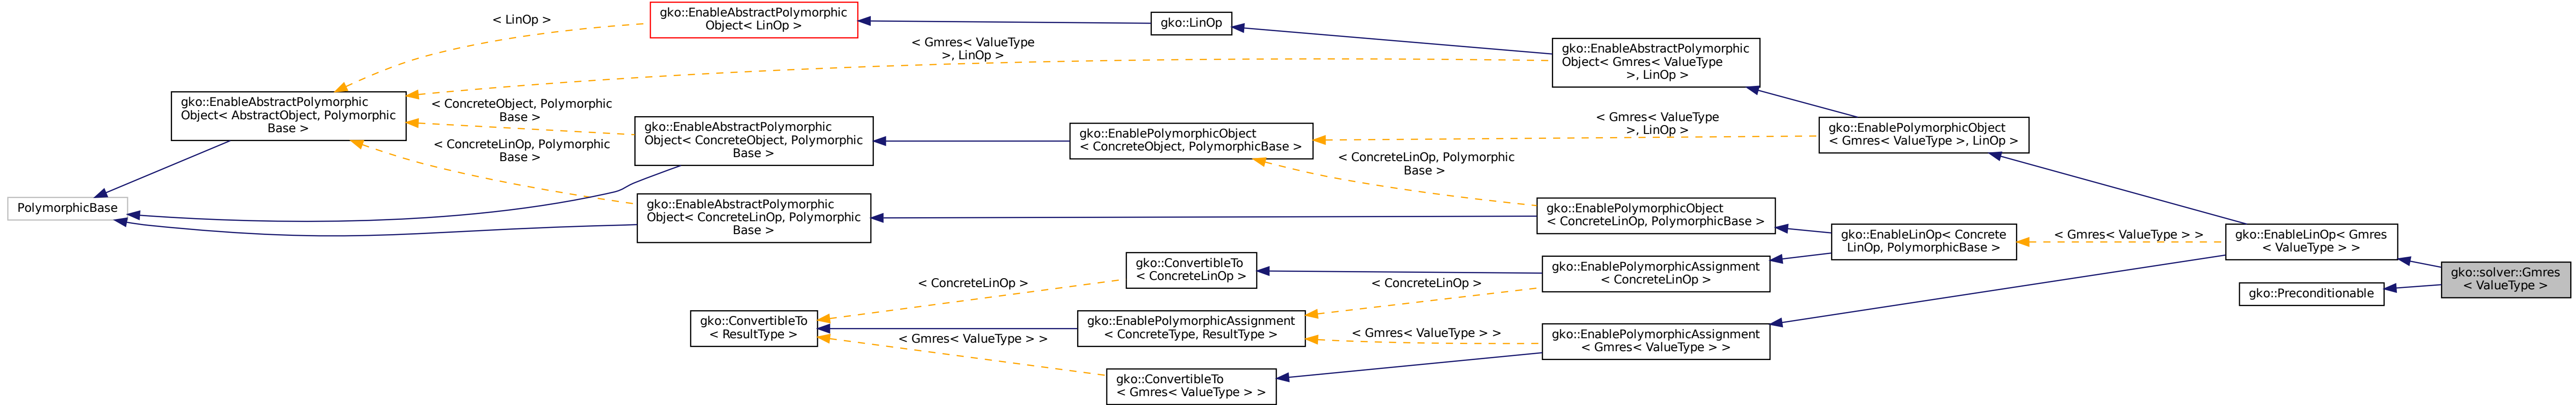 gko::EnableAbstractPolymorphic
Object< LinOp >
< LinOp >
gko::LinOp
< Gmres< ValueType
>, LinOp >
gko::EnableAbstractPolymorphic
Object< Gmres< ValueType
>, LinOp >
gko::EnableAbstractPolymorphic
Object< AbstractObject, Polymorphic
Base >
< ConcreteObject, Polymorphic
Base >
< ConcreteLinOp, Polymorphic
Base >
gko::EnableAbstractPolymorphic
Object< ConcreteObject, Polymorphic
Base >
gko::EnablePolymorphicObject
< ConcreteObject, PolymorphicBase >
< Gmres< ValueType
>, LinOp >
gko::EnablePolymorphicObject
< Gmres< ValueType >, LinOp >
< ConcreteLinOp, Polymorphic
Base >
PolymorphicBase
gko::EnableAbstractPolymorphic
Object< ConcreteLinOp, Polymorphic
Base >
gko::EnablePolymorphicObject
< ConcreteLinOp, PolymorphicBase >
gko::EnableLinOp< Concrete
LinOp, PolymorphicBase >
< Gmres< ValueType > >
gko::EnableLinOp< Gmres
< ValueType > >
gko::ConvertibleTo
< ConcreteLinOp >
gko::EnablePolymorphicAssignment
< ConcreteLinOp >
gko::solver::Gmres
< ValueType >
< ConcreteLinOp >
< ConcreteLinOp >
gko::Preconditionable
gko::ConvertibleTo
< ResultType >
gko::EnablePolymorphicAssignment
< ConcreteType, ResultType >
< Gmres< ValueType > >
< Gmres< ValueType > >
gko::EnablePolymorphicAssignment
< Gmres< ValueType > >
gko::ConvertibleTo
< Gmres< ValueType > >